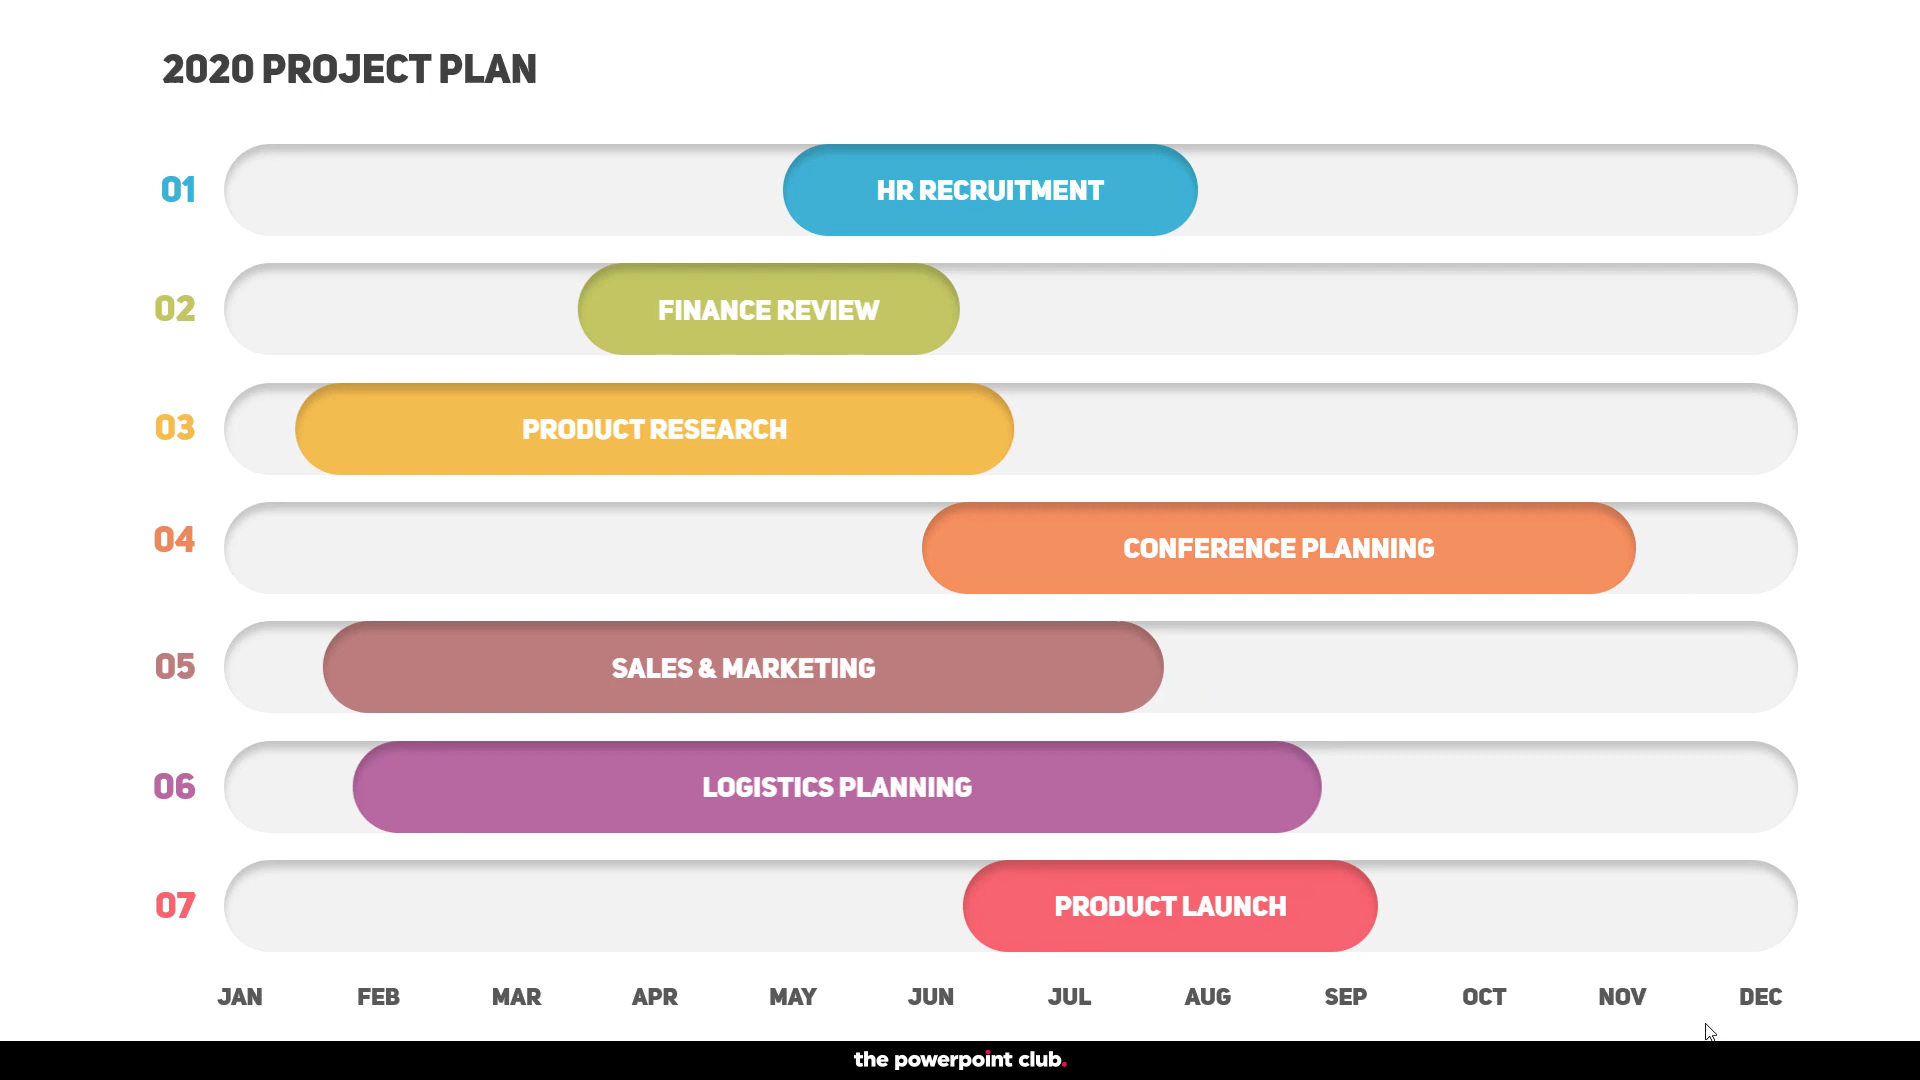 2020 PROJECT PLAN
01 HR RECRUITMENT
02 FINANCE REVIEW
03 PRODUCT RESEARCH
04 CONFERENCE PLANNING
05 SALES & MARKETING
06 LOGISTICS PLANNING
07 PRODUCT LAUNCH
JAN FEB MAR APR MAY JUN JUL AUG SEP OCT NOV DEC
the powerpoint club.